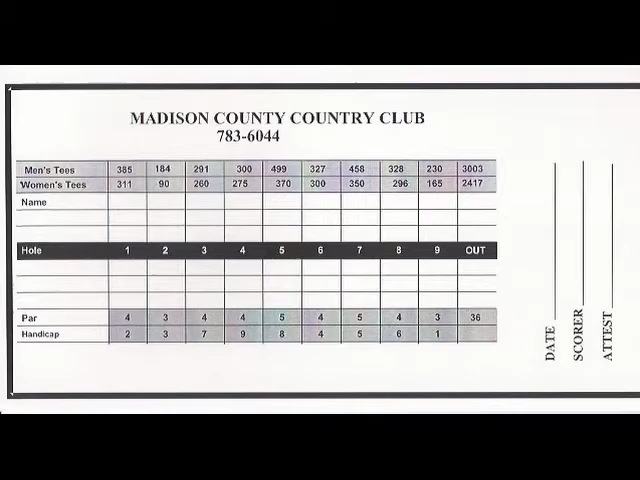 MADISON COUNTY COUNTRY CLUB
783-6044
Men's Tees 385 184 291 300 499 327 458 328 230 3003
Women's Tees 311 90 260 275 370 300 350 296 165 2417
Name
Hole 1 2 3 4 5 6 7 8 9 OUT
Par 4 3 4 4 5 4 5 4 3 36
Handicap 2 3 7 9 8 4 5 6 1
DATE
SCORER
ATTEST